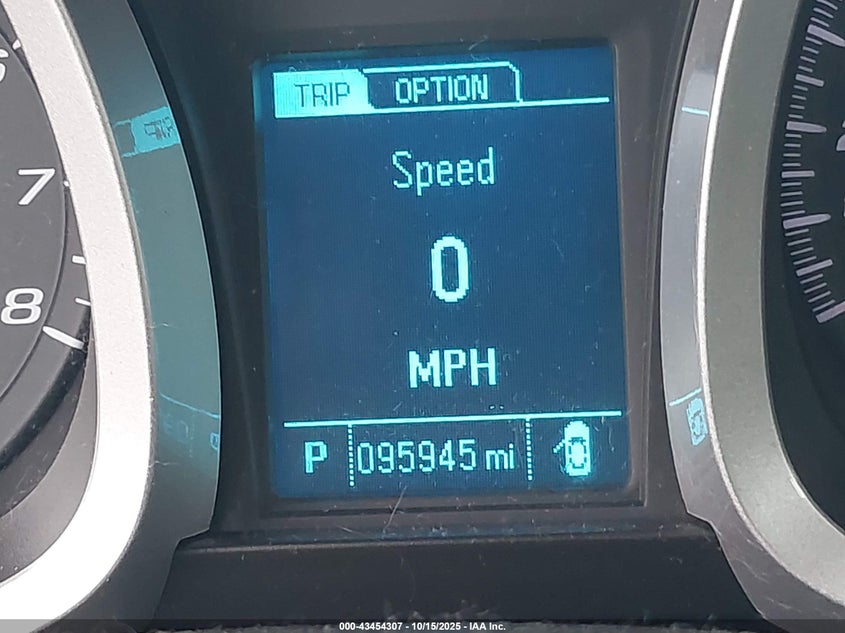 TRIP OPTION
Speed
7
0
8
MPH
P 095945 mi
000-43454307 - 10/15/2025 - IAA Inc.